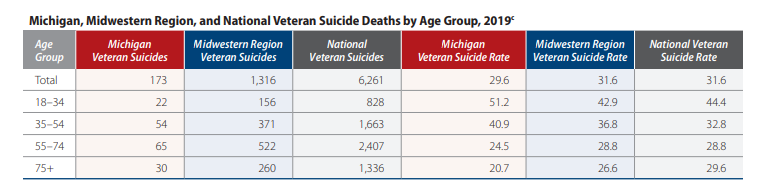 Michigan, Midwestern Region, and National Veteran Suicide Deaths by Age Group, 2019c
Age Group Michigan Veteran Suicides Midwestern Region Veteran Suicides National Veteran Suicides Michigan Veteran Suicide Rate Midwestern Region Veteran Suicide Rate National Veteran Suicide Rate
Total 173 1,316 6,261 29.6 31.6 31.6
18–34 22 156 828 51.2 42.9 44.4
35–54 54 371 1,663 40.9 36.8 32.8
55–74 65 522 2,407 24.5 28.8 28.8
75+ 30 260 1,336 20.7 26.6 29.6